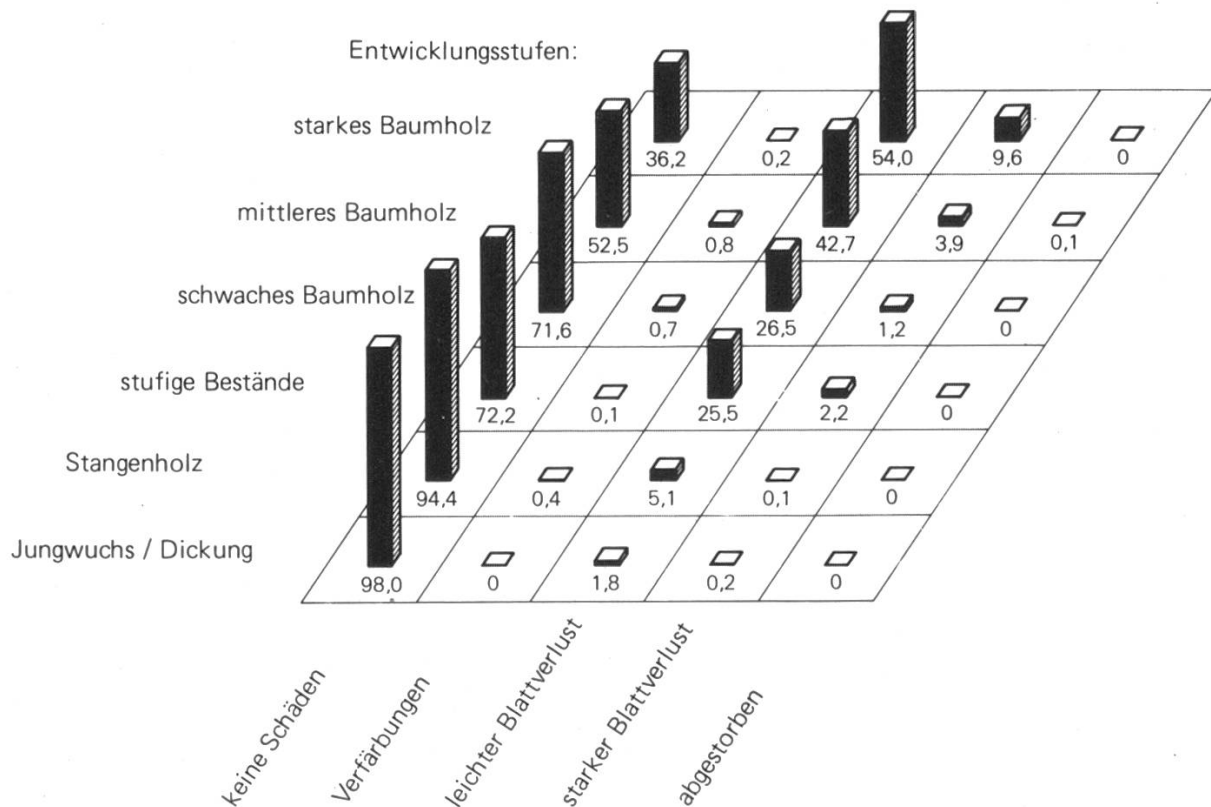 Entwicklungsstufen:
starkes Baumholz
36,2 0,2 54,0 9,6 0
mittleres Baumholz
52,5 0,8 42,7 3,9 0,1
schwaches Baumholz
71,6 0,7 26,5 1,2 0
stufige Bestände
72,2 0,1 25,5 2,2 0
Stangenholz
94,4 0,4 5,1 0,1 0
Jungwuchs / Dickung
98,0 0 1,8 0,2 0
keine Schäden
Verfärbungen
leichter Blattverlust
starker Blattverlust
abgestorben